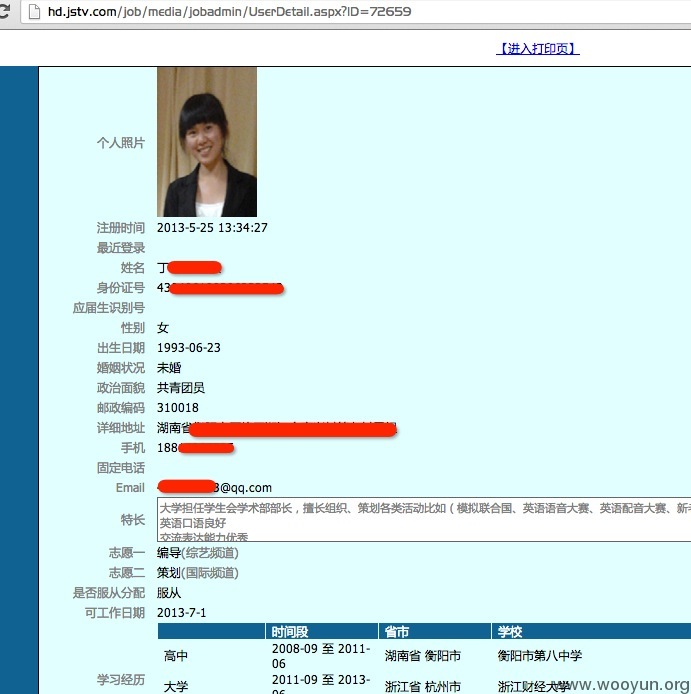 hd.jstv.com/job/media/jobadmin/UserDetail.aspx?ID=72659
【进入打印页】
个人照片
注册时间 2013-5-25 13:34:27
最近登录
姓名 丁
身份证号 43
应届生识别号
性别 女
出生日期 1993-06-23
婚姻状况 未婚
政治面貌 共青团员
邮政编码 310018
详细地址 湖南省
手机 188
固定电话
Email 3@qq.com
特长 大学担任学生会学术部部长，擅长组织、策划各类活动比如（模拟联合国、英语语音大赛、英语配音大赛、新
英语口语良好
交流表达能力优秀
志愿一 编导(综艺频道)
志愿二 策划(国际频道)
是否服从分配 服从
可工作日期 2013-7-1
时间段 省市 学校
高中 2008-09 至 2011-06 湖南省 衡阳市 衡阳市第八中学
学习经历
大学 2011-09 至 2013-06 浙江省 杭州市 浙江财经大学
www.wooyun.org